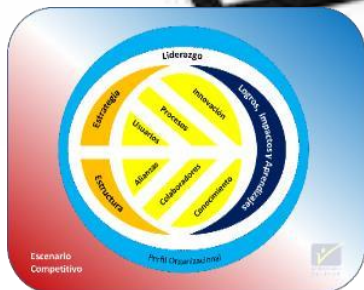 Liderazgo
Estrategia
Usuarios
Procesos
Innovación
Logros, Impactos y Aprendizajes
Estructura
Alianzas
Colaboradores
Conocimiento
Perfil Organizacional
Escenario
Competitivo